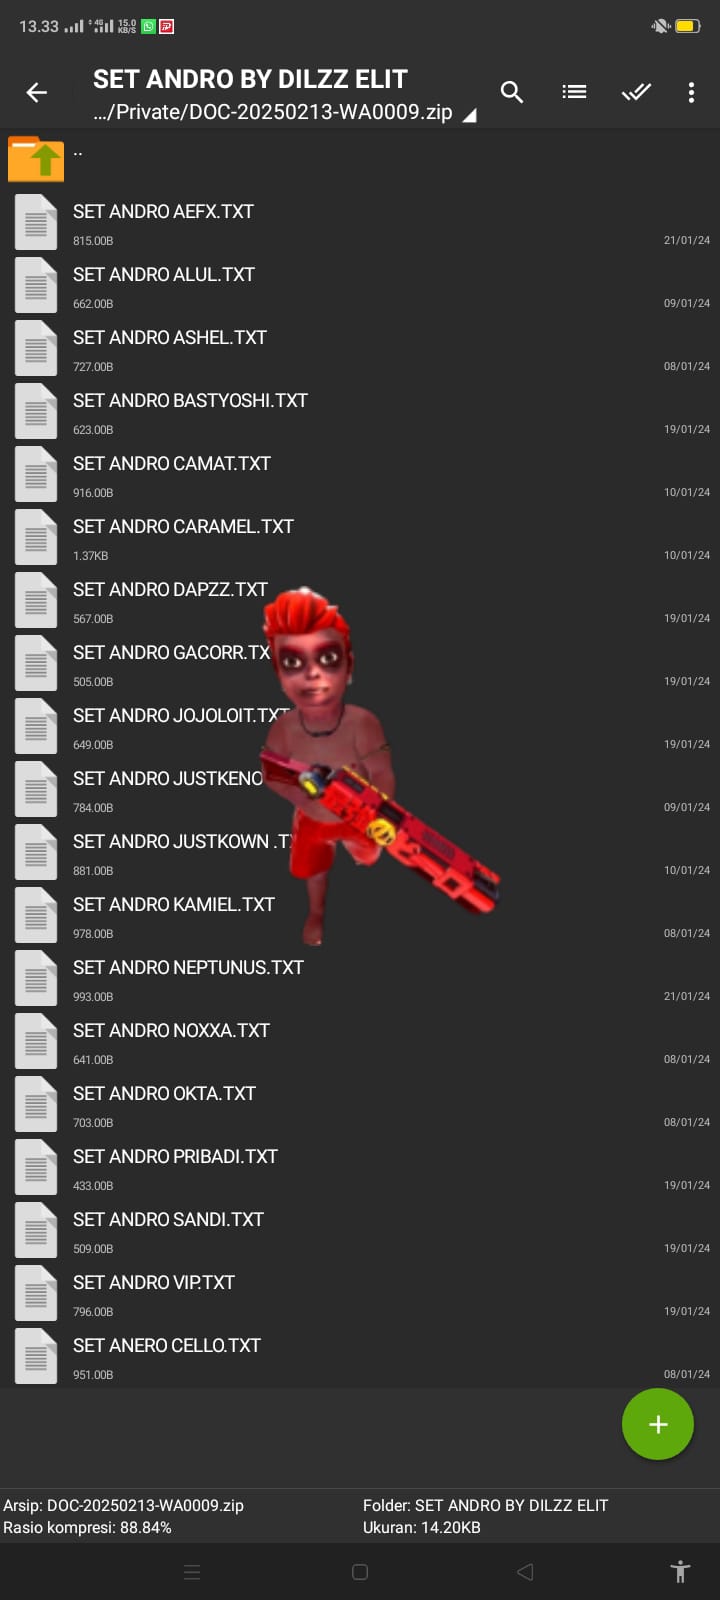 13.33 4G 15.0 KB/S
SET ANDRO BY DILZZ ELIT
.../Private/DOC-20250213-WA0009.zip
..
SET ANDRO AEFX.TXT
815.00B 21/01/24
SET ANDRO ALUL.TXT
662.00B 09/01/24
SET ANDRO ASHEL.TXT
727.00B 08/01/24
SET ANDRO BASTYOSHI.TXT
623.00B 19/01/24
SET ANDRO CAMAT.TXT
916.00B 10/01/24
SET ANDRO CARAMEL.TXT
1.37KB 10/01/24
SET ANDRO DAPZZ.TXT
567.00B 19/01/24
SET ANDRO GACORR.TX
505.00B 19/01/24
SET ANDRO JOJOLOIT.TXT
649.00B 19/01/24
SET ANDRO JUSTKENO
784.00B 09/01/24
SET ANDRO JUSTKOWN .T
881.00B 10/01/24
SET ANDRO KAMIEL.TXT
978.00B 08/01/24
SET ANDRO NEPTUNUS.TXT
993.00B 21/01/24
SET ANDRO NOXXA.TXT
641.00B 08/01/24
SET ANDRO OKTA.TXT
703.00B 08/01/24
SET ANDRO PRIBADI.TXT
433.00B 19/01/24
SET ANDRO SANDI.TXT
509.00B 19/01/24
SET ANDRO VIP.TXT
796.00B 19/01/24
SET ANERO CELLO.TXT
951.00B 08/01/24
Arsip: DOC-20250213-WA0009.zip Folder: SET ANDRO BY DILZZ ELIT
Rasio kompresi: 88.84% Ukuran: 14.20KB